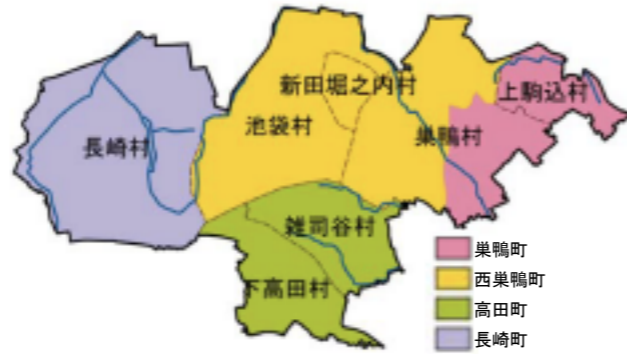 新田堀之内村
上駒込村
池袋村
巣鴨村
長崎村
雑司谷村
下高田村
巣鴨町
西巣鴨町
高田町
長崎町